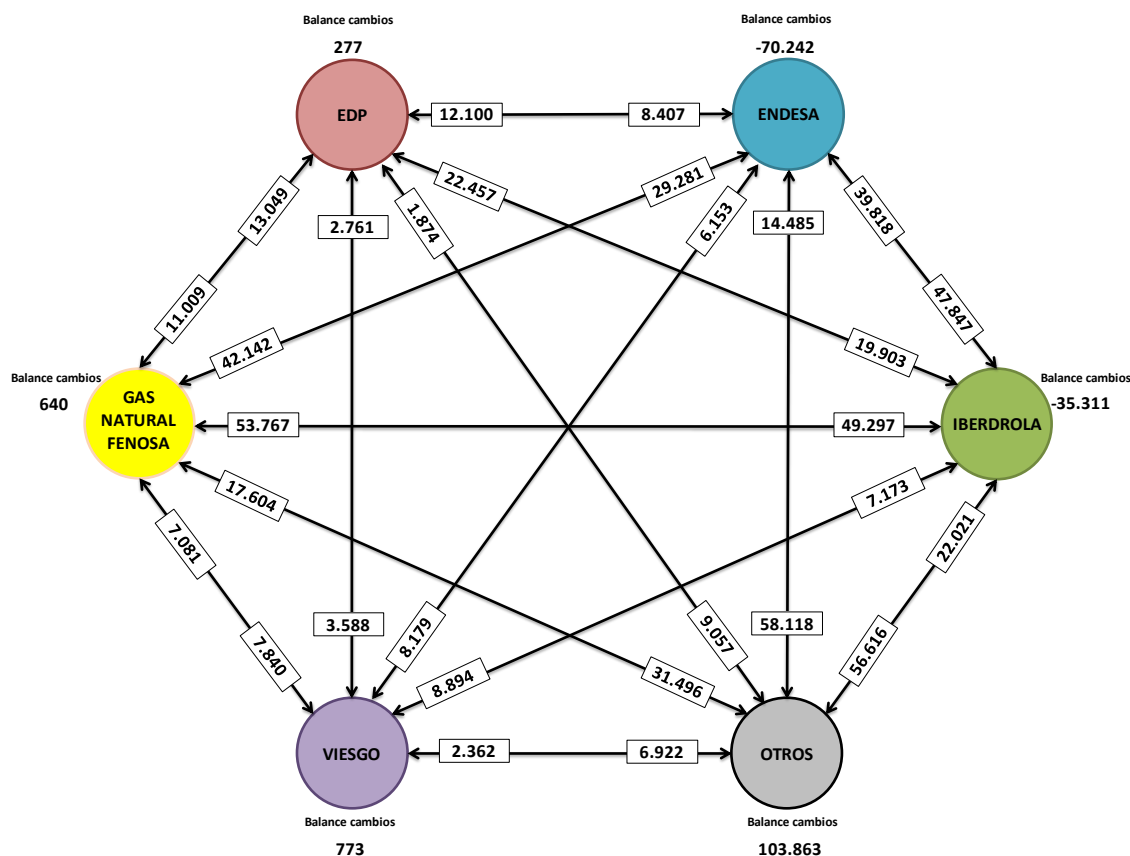 Balance cambios
277
Balance cambios
-70.242
EDP
12.100
8.407
ENDESA
13.049
22.457
29.281
39.818
2.761
1.874
6.153
14.485
11.009
42.142
19.903
47.847
Balance cambios
640
GAS
NATURAL
FENOSA
53.767
49.297
IBERDROLA
Balance cambios
-35.311
17.604
7.173
7.081
22.021
3.588
8.179
9.057
58.118
7.840
8.894
31.496
56.616
VIESGO
2.362
6.922
OTROS
Balance cambios
773
Balance cambios
103.863